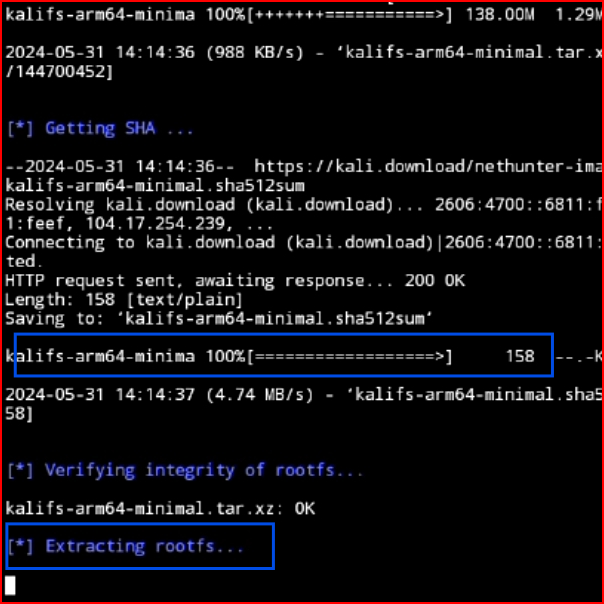 kalifs-arm64-minima 100%[+++++++===========>] 138.00M 1.29M
2024-05-31 14:14:36 (988 KB/s) - ‘kalifs-arm64-minimal.tar.x
/144700452]
[*] Getting SHA ...
--2024-05-31 14:14:36-- https://kali.download/nethunter-ima
kalifs-arm64-minimal.sha512sum
Resolving kali.download (kali.download)... 2606:4700::6811:f
1:feef, 104.17.254.239, ...
Connecting to kali.download (kali.download)|2606:4700::6811:
ted.
HTTP request sent, awaiting response... 200 OK
Length: 158 [text/plain]
Saving to: ‘kalifs-arm64-minimal.sha512sum’
kalifs-arm64-minima 100%[==================>] 158 --.-K
2024-05-31 14:14:37 (4.74 MB/s) - ‘kalifs-arm64-minimal.sha5
58]
[*] Verifying integrity of rootfs...
kalifs-arm64-minimal.tar.xz: OK
[*] Extracting rootfs...